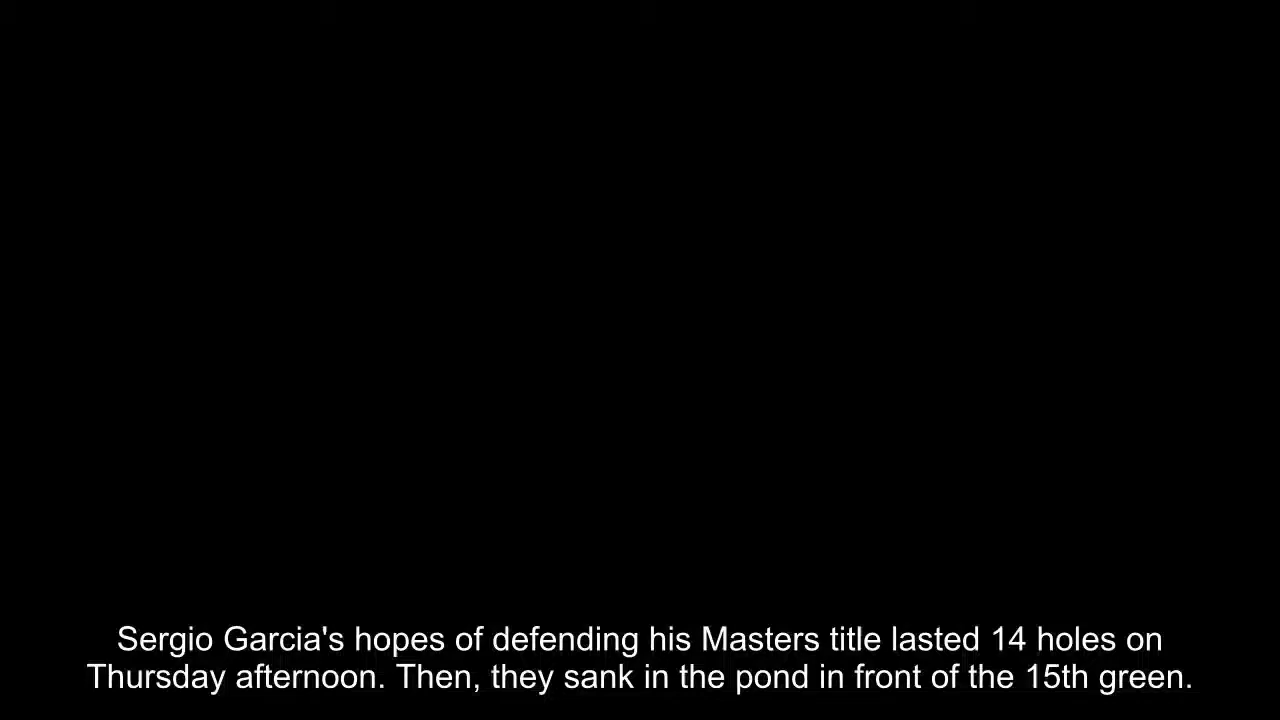 Sergio Garcia's hopes of defending his Masters title lasted 14 holes on
Thursday afternoon. Then, they sank in the pond in front of the 15th green.